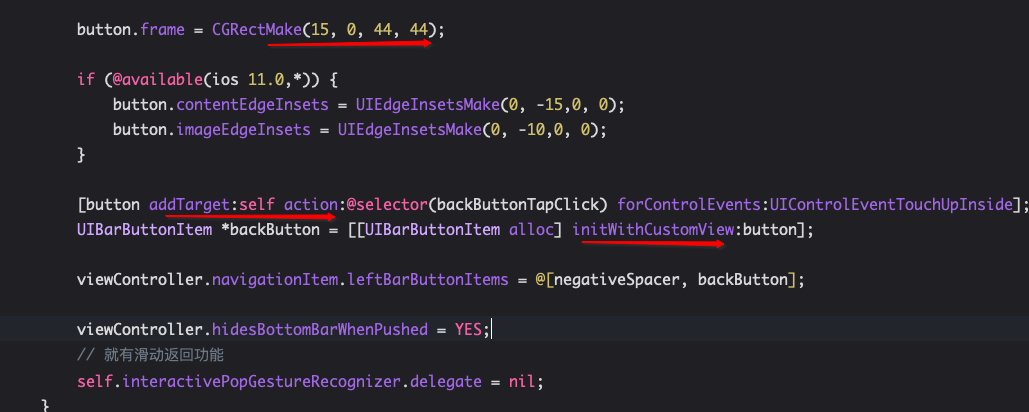 button.frame = CGRectMake(15, 0, 44, 44);
if (@available(ios 11.0,*)) {
button.contentEdgeInsets = UIEdgeInsetsMake(0, -15,0, 0);
button.imageEdgeInsets = UIEdgeInsetsMake(0, -10,0, 0);
}
[button addTarget:self action:@selector(backButtonTapClick) forControlEvents:UIControlEventTouchUpInside];
UIBarButtonItem *backButton = [[UIBarButtonItem alloc] initWithCustomView:button];
viewController.navigationItem.leftBarButtonItems = @[negativeSpacer, backButton];
viewController.hidesBottomBarWhenPushed = YES;
// 就有滑动返回功能
self.interactivePopGestureRecognizer.delegate = nil;
}